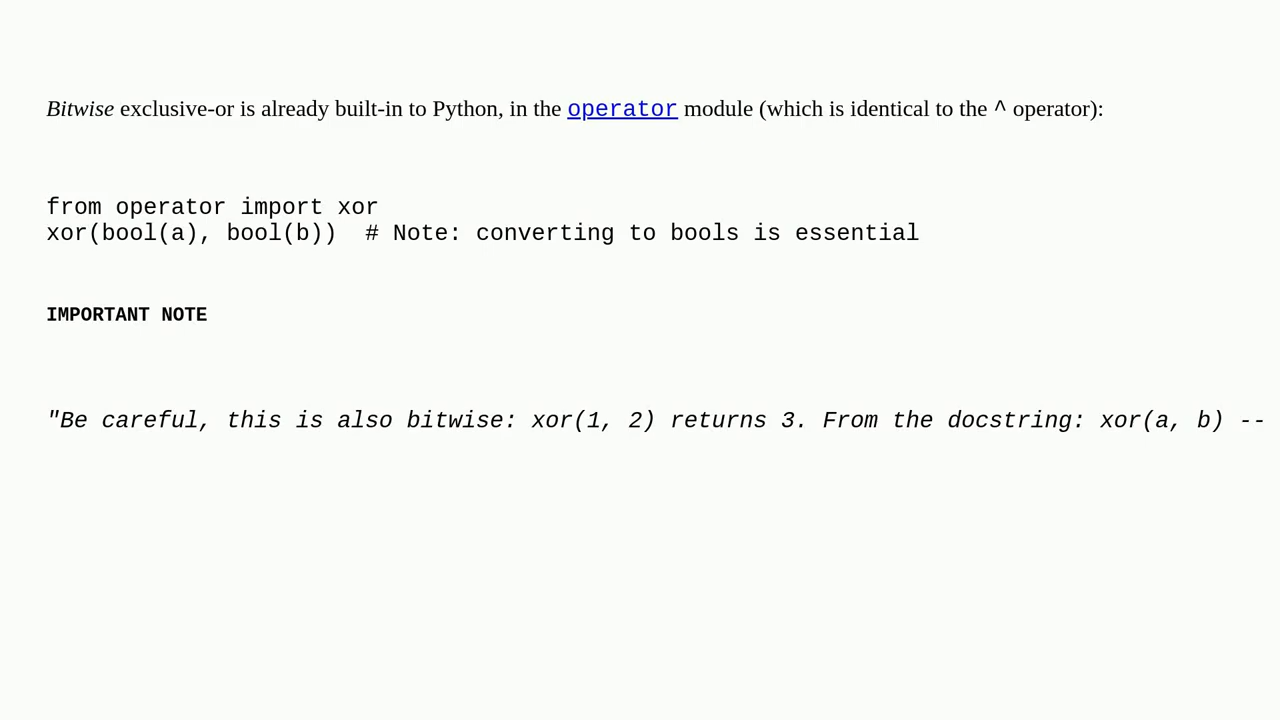 Bitwise exclusive-or is already built-in to Python, in the operator module (which is identical to the ^ operator):
from operator import xor
xor(bool(a), bool(b))  # Note: converting to bools is essential
IMPORTANT NOTE
"Be careful, this is also bitwise: xor(1, 2) returns 3. From the docstring: xor(a, b) --